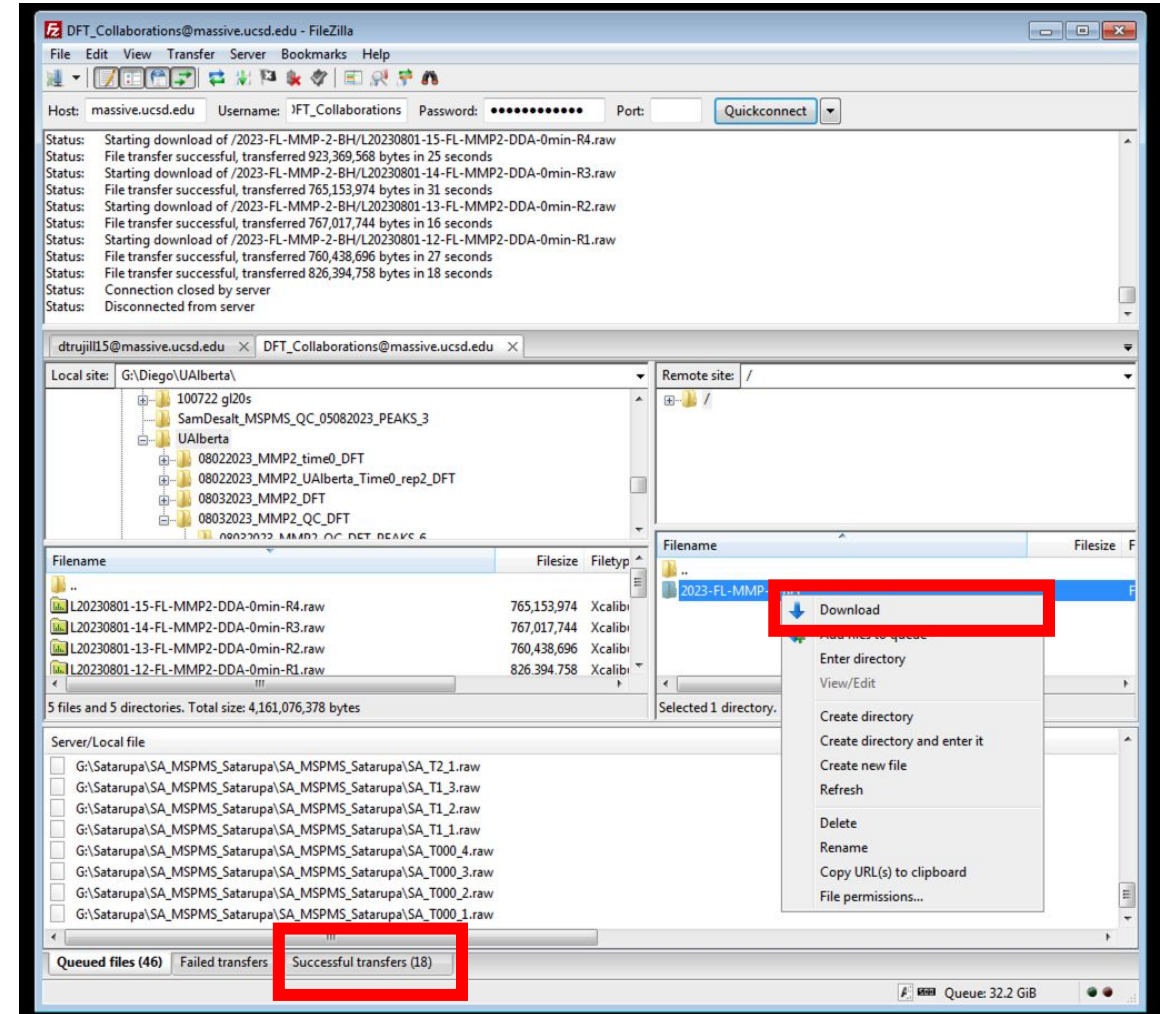 DFT_Collaborations@massive.ucsd.edu - FileZilla
File Edit View Transfer Server Bookmarks Help
Host: massive.ucsd.edu Username: )FT_Collaborations Password: ●●●●●●●●●●●● Port: Quickconnect
Status: Starting download of /2023-FL-MMP-2-BH/L20230801-15-FL-MMP2-DDA-0min-R4.raw
Status: File transfer successful, transferred 923,369,568 bytes in 25 seconds
Status: Starting download of /2023-FL-MMP-2-BH/L20230801-14-FL-MMP2-DDA-0min-R3.raw
Status: File transfer successful, transferred 765,153,974 bytes in 31 seconds
Status: Starting download of /2023-FL-MMP-2-BH/L20230801-13-FL-MMP2-DDA-0min-R2.raw
Status: File transfer successful, transferred 767,017,744 bytes in 16 seconds
Status: Starting download of /2023-FL-MMP-2-BH/L20230801-12-FL-MMP2-DDA-0min-R1.raw
Status: File transfer successful, transferred 760,438,696 bytes in 27 seconds
Status: File transfer successful, transferred 826,394,758 bytes in 18 seconds
Status: Connection closed by server
Status: Disconnected from server
dtrujill15@massive.ucsd.edu DFT_Collaborations@massive.ucsd.edu
Local site: G:\Diego\UAlberta\
100722 gl20s
SamDesalt_MSPMS_QC_05082023_PEAKS_3
UAlberta
08022023_MMP2_time0_DFT
08022023_MMP2_UAlberta_Time0_rep2_DFT
08032023_MMP2_DFT
08032023_MMP2_QC_DFT
08032023_MMP2_QC_DFT_PEAKS_6
Filename Filesize Filetyp
..
L20230801-15-FL-MMP2-DDA-0min-R4.raw 765,153,974 Xcalib
L20230801-14-FL-MMP2-DDA-0min-R3.raw 767,017,744 Xcalib
L20230801-13-FL-MMP2-DDA-0min-R2.raw 760,438,696 Xcalib
L20230801-12-FL-MMP2-DDA-0min-R1.raw 826,394,758 Xcalib
5 files and 5 directories. Total size: 4,161,076,378 bytes
Remote site: /
/
Filename Filesize F
..
2023-FL-MMP- F
Selected 1 directory.
Download
Add files to queue
Enter directory
View/Edit
Create directory
Create directory and enter it
Create new file
Refresh
Delete
Rename
Copy URL(s) to clipboard
File permissions...
Server/Local file
G:\Satarupa\SA_MSPMS_Satarupa\SA_MSPMS_Satarupa\SA_T2_1.raw
G:\Satarupa\SA_MSPMS_Satarupa\SA_MSPMS_Satarupa\SA_T1_3.raw
G:\Satarupa\SA_MSPMS_Satarupa\SA_MSPMS_Satarupa\SA_T1_2.raw
G:\Satarupa\SA_MSPMS_Satarupa\SA_MSPMS_Satarupa\SA_T1_1.raw
G:\Satarupa\SA_MSPMS_Satarupa\SA_MSPMS_Satarupa\SA_T000_4.raw
G:\Satarupa\SA_MSPMS_Satarupa\SA_MSPMS_Satarupa\SA_T000_3.raw
G:\Satarupa\SA_MSPMS_Satarupa\SA_MSPMS_Satarupa\SA_T000_2.raw
G:\Satarupa\SA_MSPMS_Satarupa\SA_MSPMS_Satarupa\SA_T000_1.raw
Queued files (46) Failed transfers Successful transfers (18)
Queue: 32.2 GiB